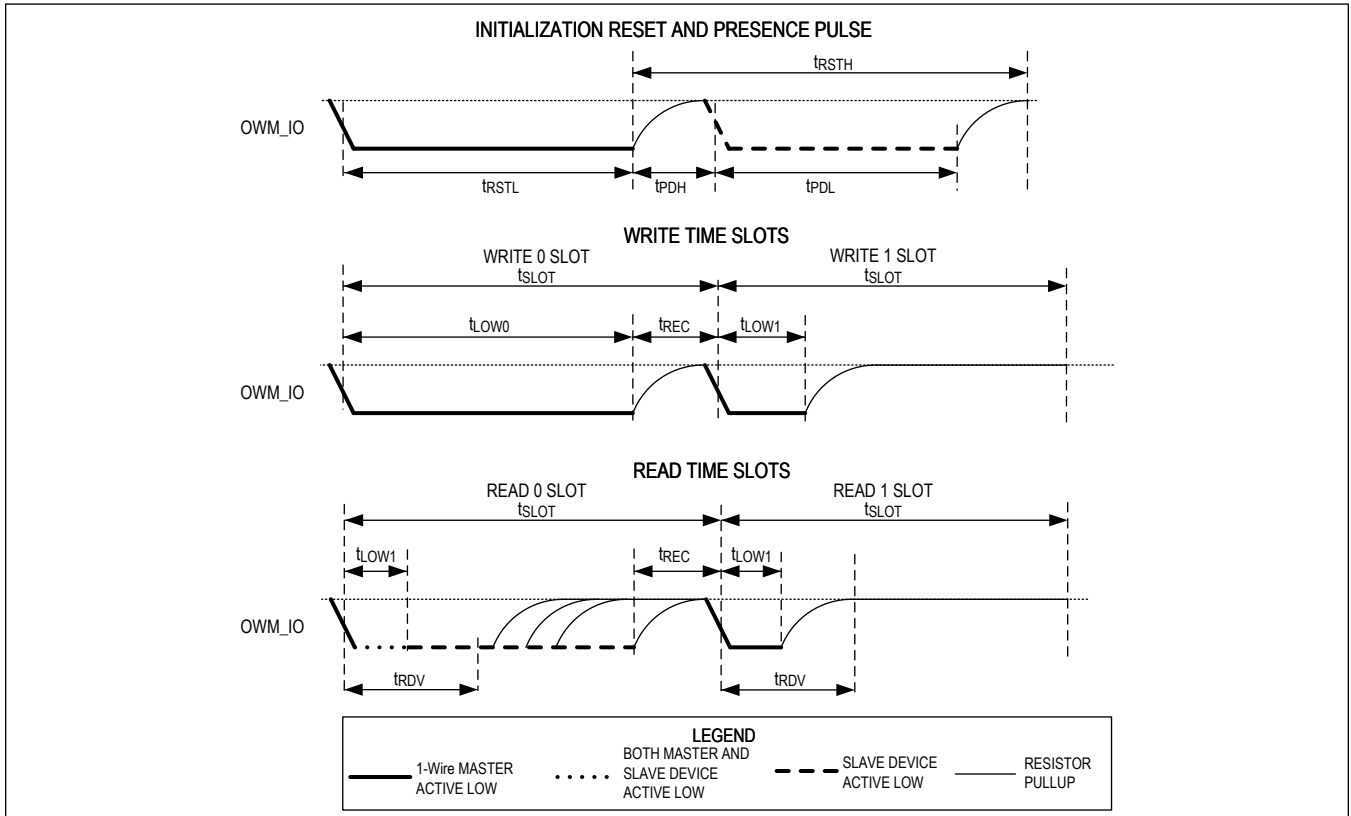 INITIALIZATION RESET AND PRESENCE PULSE
tRSTH
OWM_IO
tRSTL
tPDH
tPDL
WRITE TIME SLOTS
WRITE 0 SLOT
tSLOT
WRITE 1 SLOT
tSLOT
tLOW0
tREC
tLOW1
OWM_IO
READ TIME SLOTS
READ 0 SLOT
tSLOT
READ 1 SLOT
tSLOT
tLOW1
tREC
tLOW1
OWM_IO
tRDV
tRDV
LEGEND
1-Wire MASTER
ACTIVE LOW
BOTH MASTER AND
SLAVE DEVICE
ACTIVE LOW
SLAVE DEVICE
ACTIVE LOW
RESISTOR
PULLUP